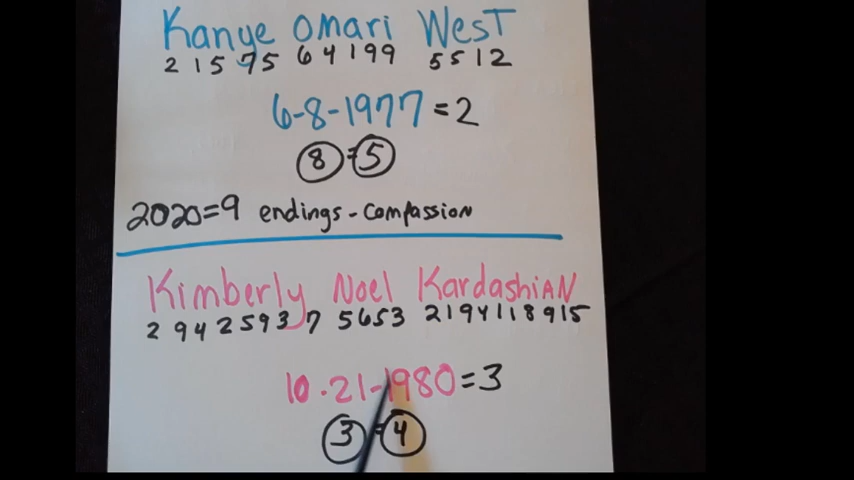 Kanye Omari West
2 1 5 75 6 4 1 9 9 5 5 1 2
6-8-1977 = 2
8 = 5
2020=9 endings - Compassion
Kimberly Noel Kardashian
2 9 4 2 5 9 3 7 5 6 5 3 2 1 9 4 1 1 8 9 1 5
10 . 21-1980 = 3
3 = 4